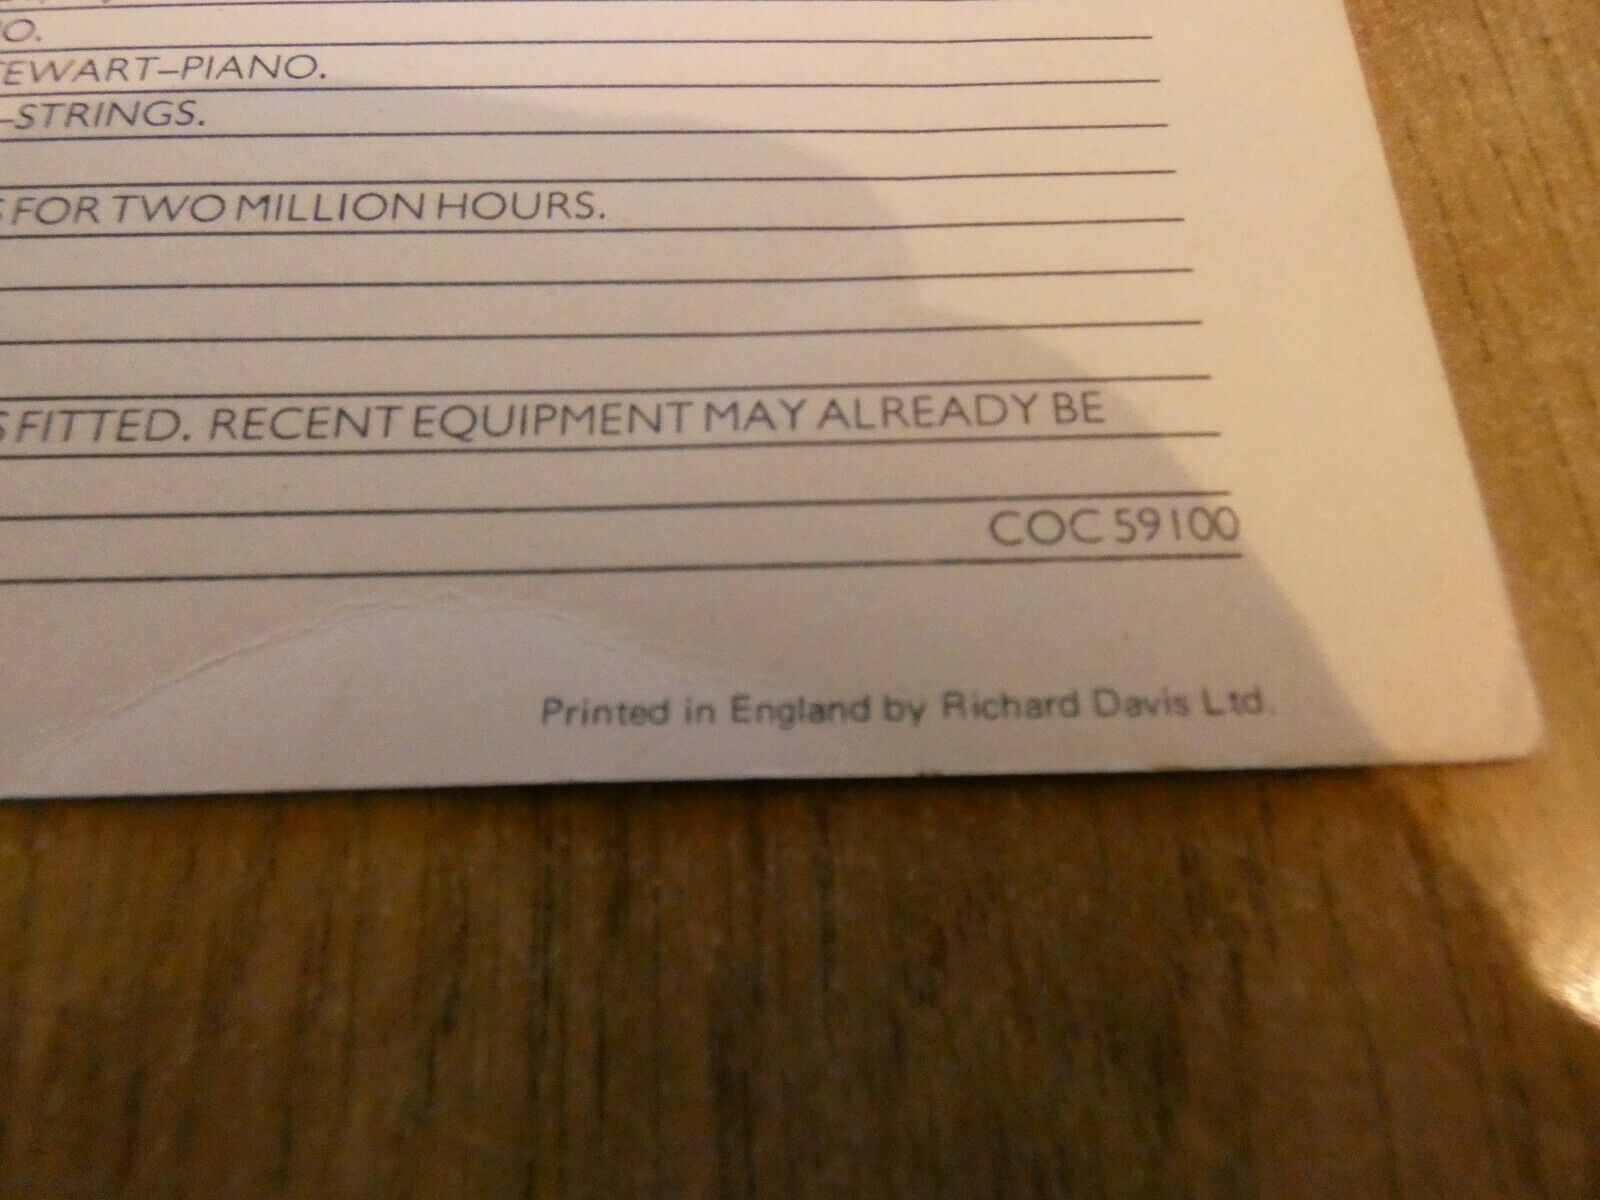 O.
TEWART–PIANO.
–STRINGS.
FOR TWO MILLION HOURS.
FITTED. RECENT EQUIPMENT MAY ALREADY BE
COC 59100
Printed in England by Richard Davis Ltd.